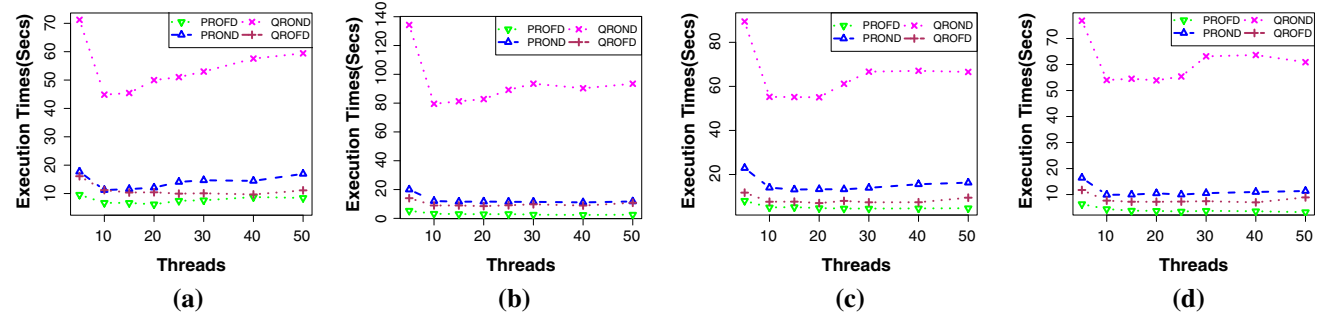 Execution Times(Secs)
70
60
50
40
30
20
10
PROFD
PROND
QROND
QROFD
10 20 30 40 50
Threads
(a)
Execution Times(Secs)
140
120
100
80
60
40
20
0
PROFD
PROND
QROND
QROFD
10 20 30 40 50
Threads
(b)
Execution Times(Secs)
80
60
40
20
PROFD
PROND
QROND
QROFD
10 20 30 40 50
Threads
(c)
Execution Times(Secs)
70
60
50
40
30
20
10
PROFD
PROND
QROND
QROFD
10 20 30 40 50
Threads
(d)